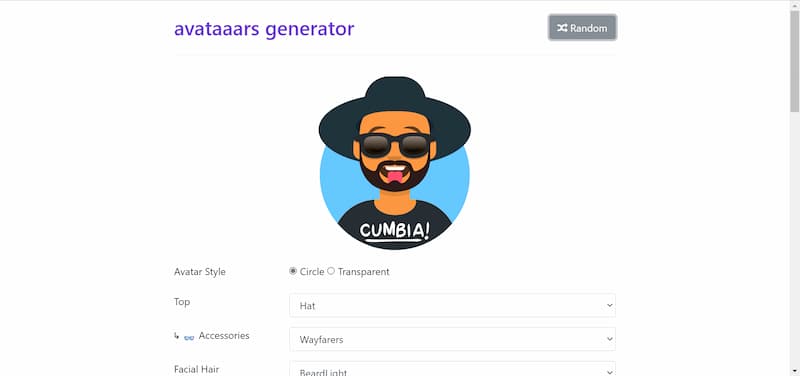 avataaars generator
Random
CUMBIA!
Avatar Style
Circle Transparent
Top
Hat
↳ 👓 Accessories
Wayfarers
Facial Hair
BeardLight